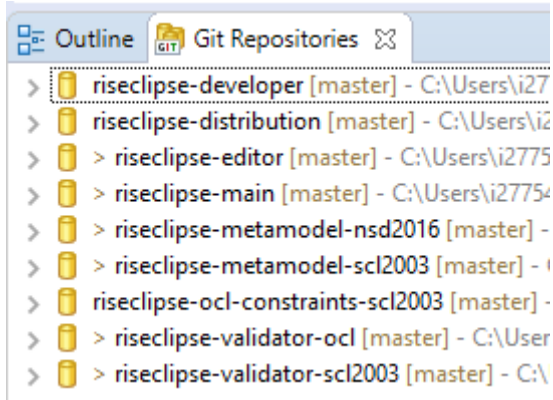 Outline Git Repositories
riseclipse-developer [master] - C:\Users\i27
riseclipse-distribution [master] - C:\Users\i2
> riseclipse-editor [master] - C:\Users\i2775
> riseclipse-main [master] - C:\Users\i27754
> riseclipse-metamodel-nsd2016 [master] -
> riseclipse-metamodel-scl2003 [master] -
riseclipse-ocl-constraints-scl2003 [master] -
> riseclipse-validator-ocl [master] - C:\User
> riseclipse-validator-scl2003 [master] - C:\